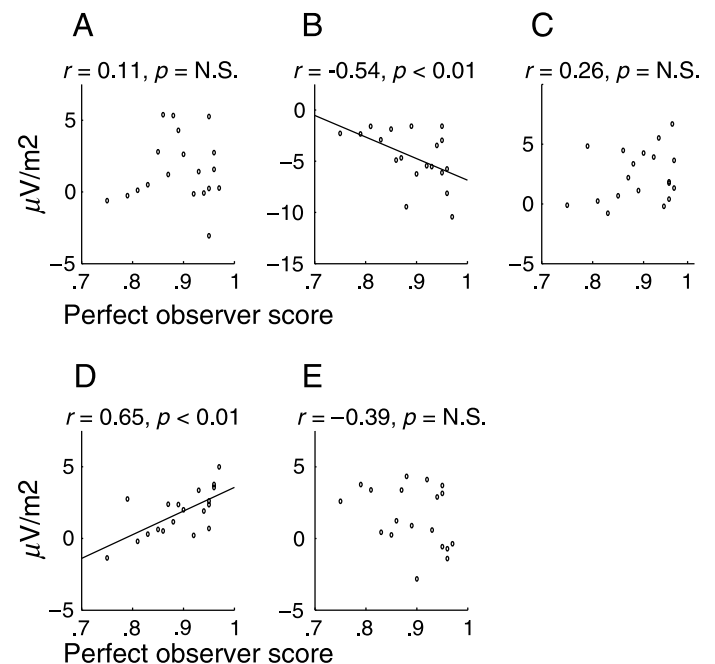 A
r = 0.11, p = N.S.
5
0
−5
.7 .8 .9 1
μV/m2
Perfect observer score
B
r = -0.54, p < 0.01
0
−5
−10
−15
.7 .8 .9 1
C
r = 0.26, p = N.S.
5
0
−5
.7 .8 .9 1
D
r = 0.65, p < 0.01
5
0
−5
.7 .8 .9 1
μV/m2
Perfect observer score
E
r = −0.39, p = N.S.
5
0
−5
.7 .8 .9 1